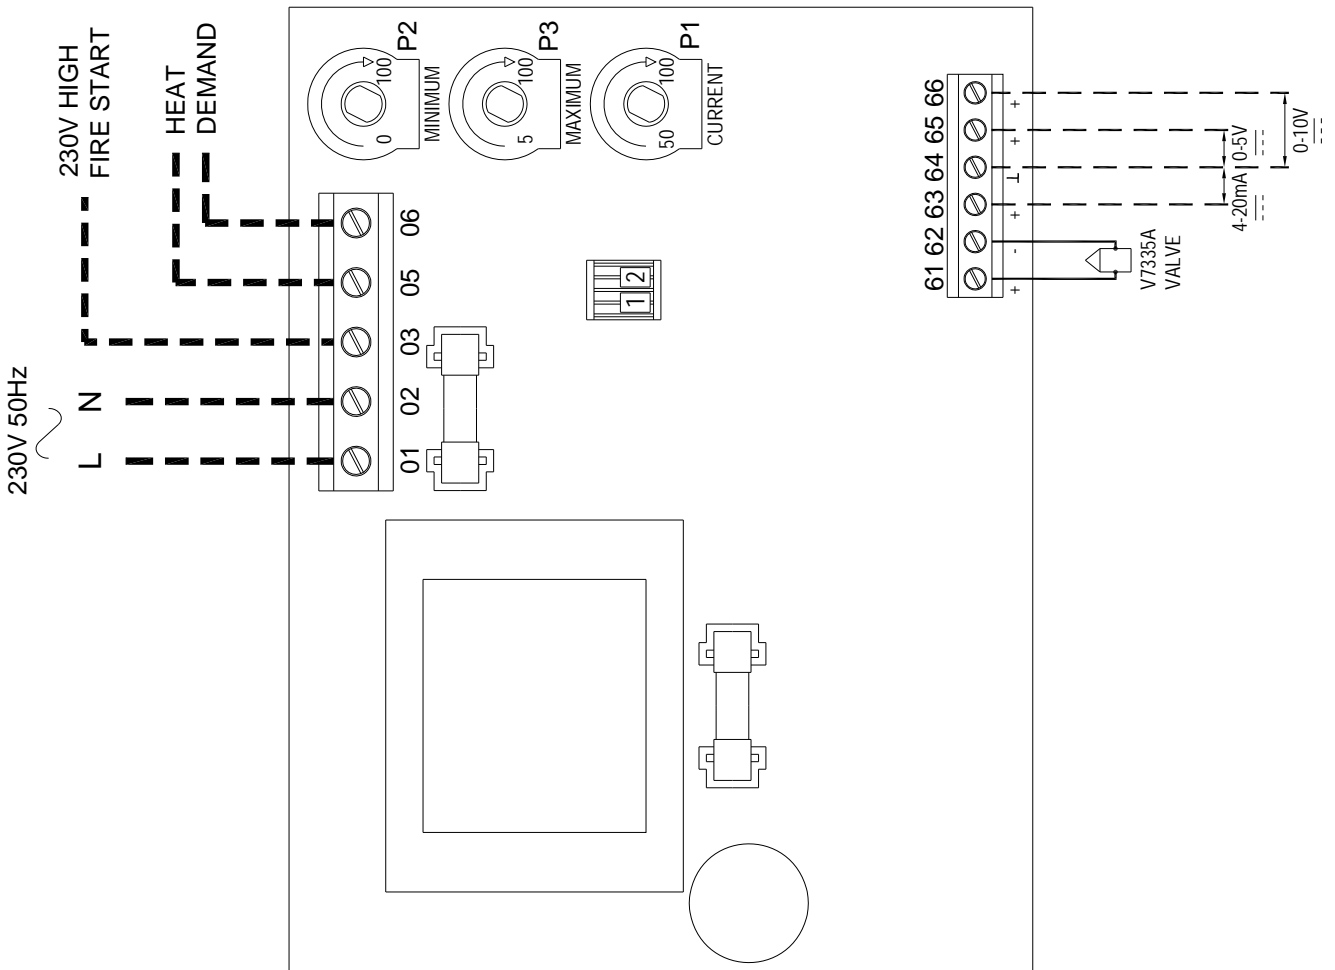 230V 50Hz
L
N
230V HIGH
FIRE START
HEAT
DEMAND
01
02
03
05
06
0
100
P2
MINIMUM
5
100
P3
MAXIMUM
50
100
P1
CURRENT
1
2
61
62
63
64
65
66
+
-
+
⊥
+
+
V7335A
VALVE
4-20mA
0-5V
0-10V